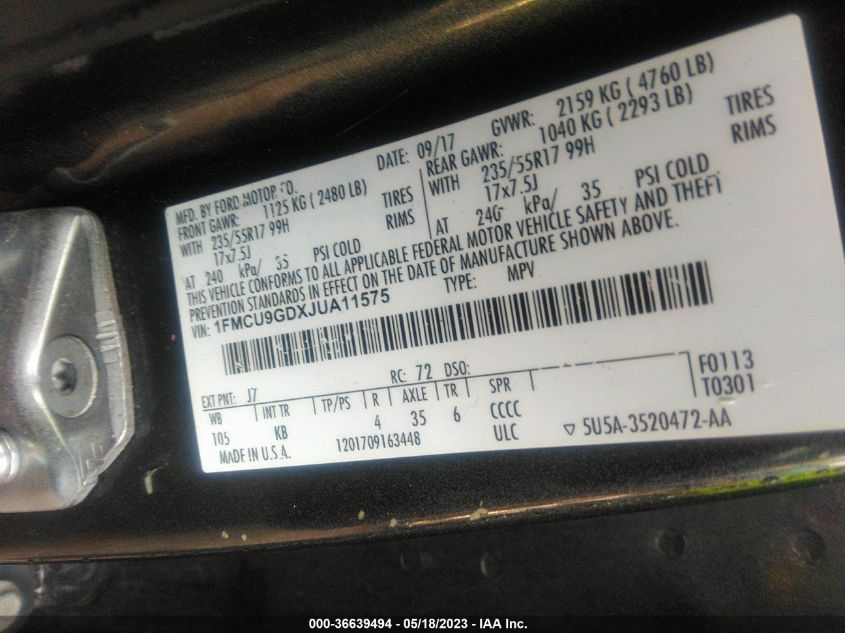 MFD. BY FORD MOTOR CO.
DATE: 09/17
GVWR: 2159 KG ( 4760 LB)
FRONT GAWR: 1125 KG ( 2480 LB)
REAR GAWR: 1040 KG ( 2293 LB)
WITH 235/55R17 99H TIRES
WITH 235/55R17 99H TIRES
17x7.5J RIMS
17x7.5J RIMS
AT 240 kPa/ 35 PSI COLD
AT 240 kPa/ 35 PSI COLD
THIS VEHICLE CONFORMS TO ALL APPLICABLE FEDERAL MOTOR VEHICLE SAFETY AND THEFT
PREVENTION STANDARDS IN EFFECT ON THE DATE OF MANUFACTURE SHOWN ABOVE.
VIN: 1FMCU9GDXJUA11575
TYPE: MPV
F0113
T0301
EXT PNT: J7 RC: 72 DSO:
WB INT TR TP/PS R AXLE TR SPR
105 KB 4 35 6 CCCC
MADE IN U.S.A. 1201709163448 ULC ▽ 5U5A-3520472-AA
000-36639494 - 05/18/2023 - IAA Inc.